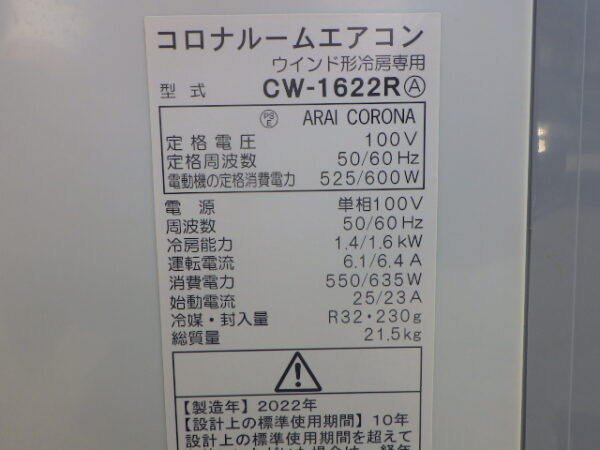 コロナルームエアコン
ウインド形冷房専用
型式 CW-1622RⒶ
PS E ARAI CORONA
定格電圧 100V
定格周波数 50/60Hz
電動機の定格消費電力 525/600W
電源 単相100V
周波数 50/60Hz
冷房能力 1.4/1.6kW
運転電流 6.1/6.4A
消費電力 550/635W
始動電流 25/23A
冷媒・封入量 R32・230g
総質量 21.5kg
【製造年】2022年
【設計上の標準使用期間】10年
設計上の標準使用期間を超えて